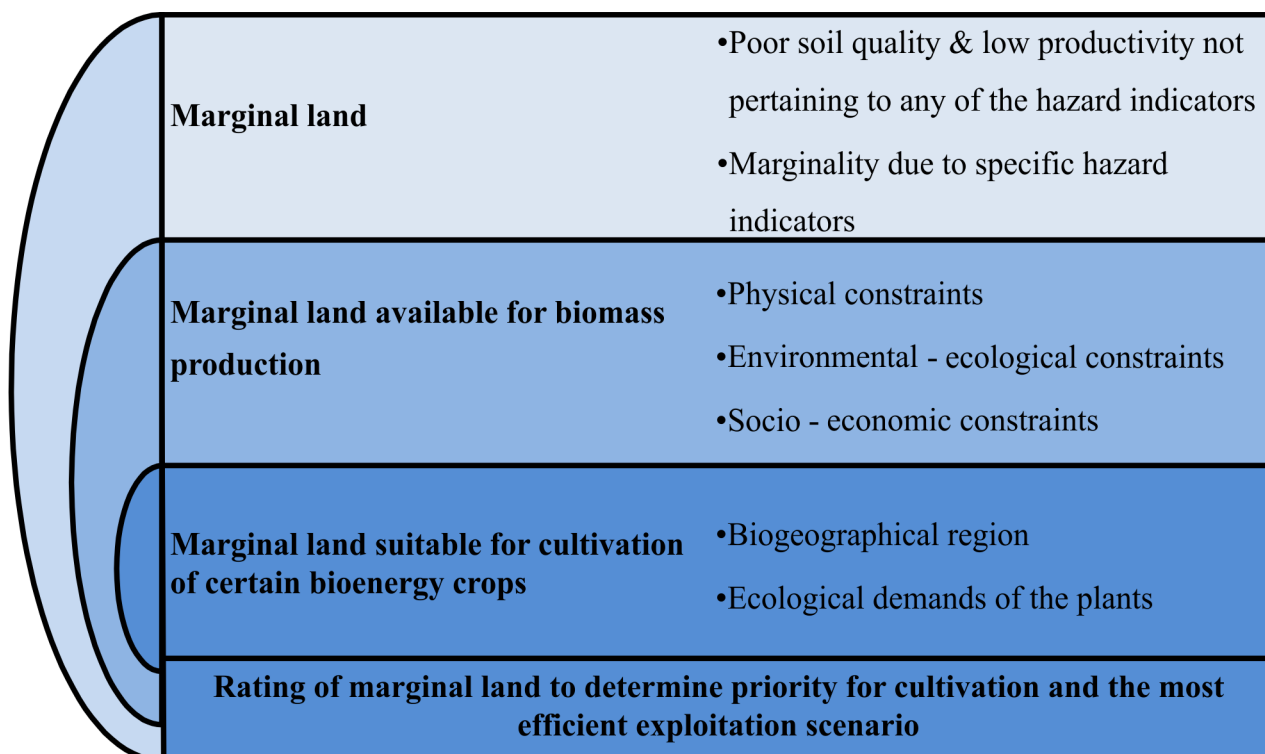 Marginal land
•Poor soil quality & low productivity not
pertaining to any of the hazard indicators
•Marginality due to specific hazard
indicators
Marginal land available for biomass
production
•Physical constraints
•Environmental - ecological constraints
•Socio - economic constraints
Marginal land suitable for cultivation
of certain bioenergy crops
•Biogeographical region
•Ecological demands of the plants
Rating of marginal land to determine priority for cultivation and the most
efficient exploitation scenario